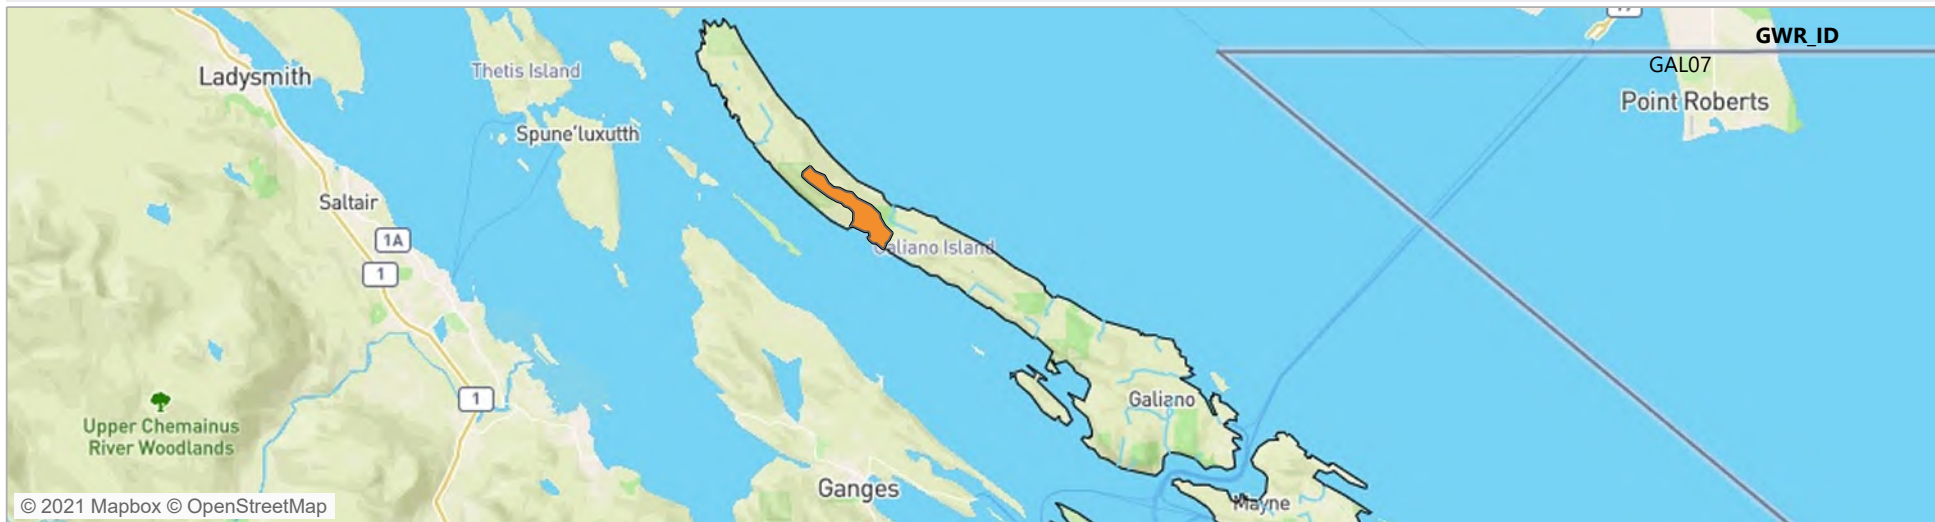 GWR_ID
GAL07
Ladysmith
Thetis Island
Point Roberts
Spune'luxutth
Saltair
1A
Galiano Island
1
1
Galiano
Upper Chemainus
River Woodlands
Ganges
Mayne
© 2021 Mapbox © OpenStreetMap